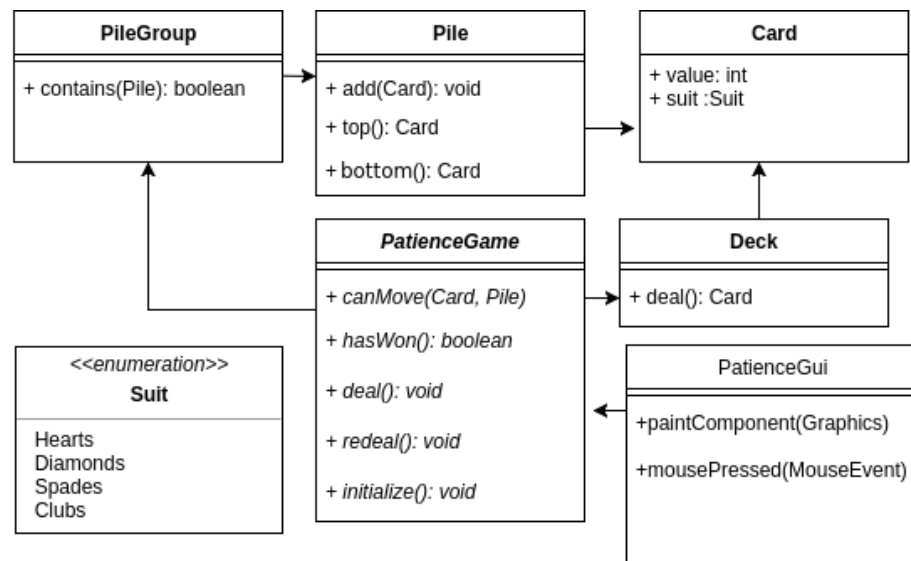 PileGroup
+ contains(Pile): boolean
Pile
+ add(Card): void
+ top(): Card
+ bottom(): Card
Card
+ value: int
+ suit :Suit
PatienceGame
+ canMove(Card, Pile)
+ hasWon(): boolean
+ deal(): void
+ redeal(): void
+ initialize(): void
Deck
+ deal(): Card
<<enumeration>>
Suit
Hearts
Diamonds
Spades
Clubs
PatienceGui
+paintComponent(Graphics)
+mousePressed(MouseEvent)